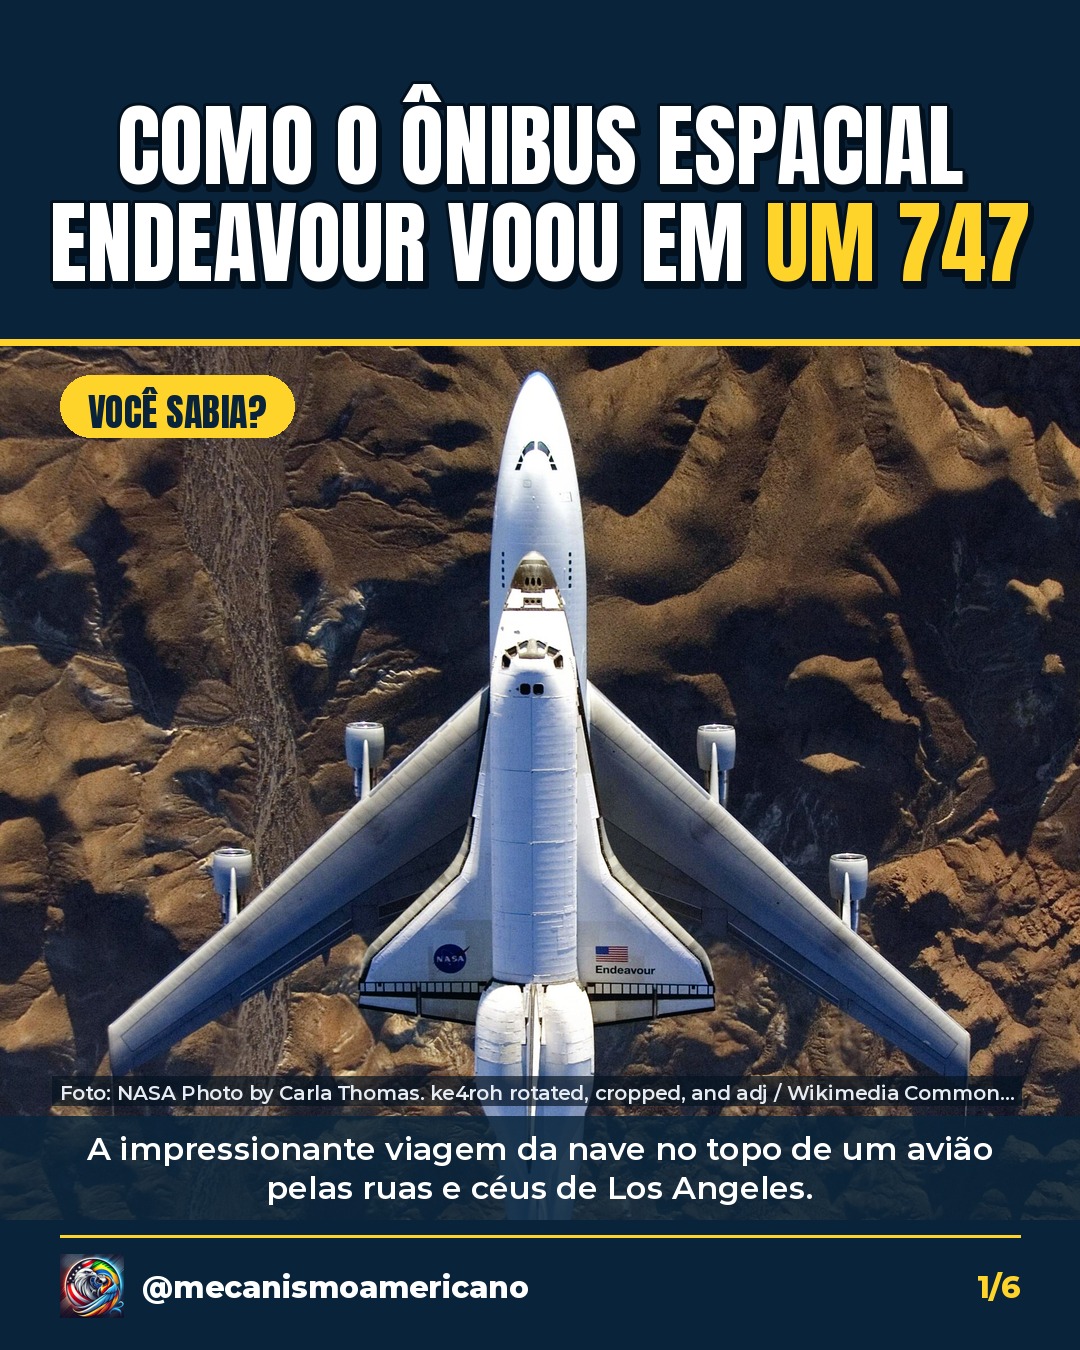 COMO O ÔNIBUS ESPACIAL
ENDEAVOUR VOOU EM UM 747
VOCÊ SABIA?
NASA
Endeavour
Foto: NASA Photo by Carla Thomas. ke4roh rotated, cropped, and adj / Wikimedia Common...
A impressionante viagem da nave no topo de um avião
pelas ruas e céus de Los Angeles.
@mecanismoamericano
1/6